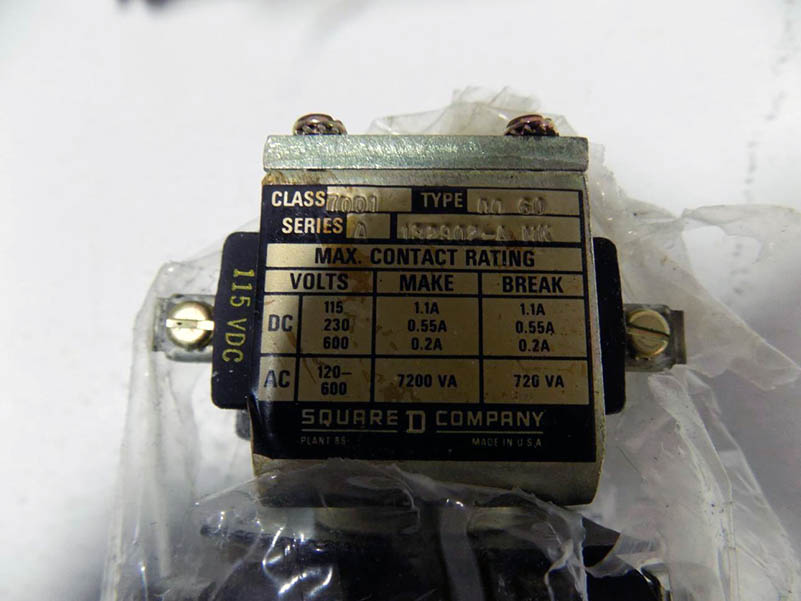 CLASS 7001 TYPE
SERIES A
MAX. CONTACT RATING
VOLTS MAKE BREAK
DC 115 1.1A 1.1A
230 0.55A 0.55A
600 0.2A 0.2A
AC 120–600 7200 VA 720 VA
SQUARE D COMPANY
PLANT 85- MADE IN U.S.A
115 VDC